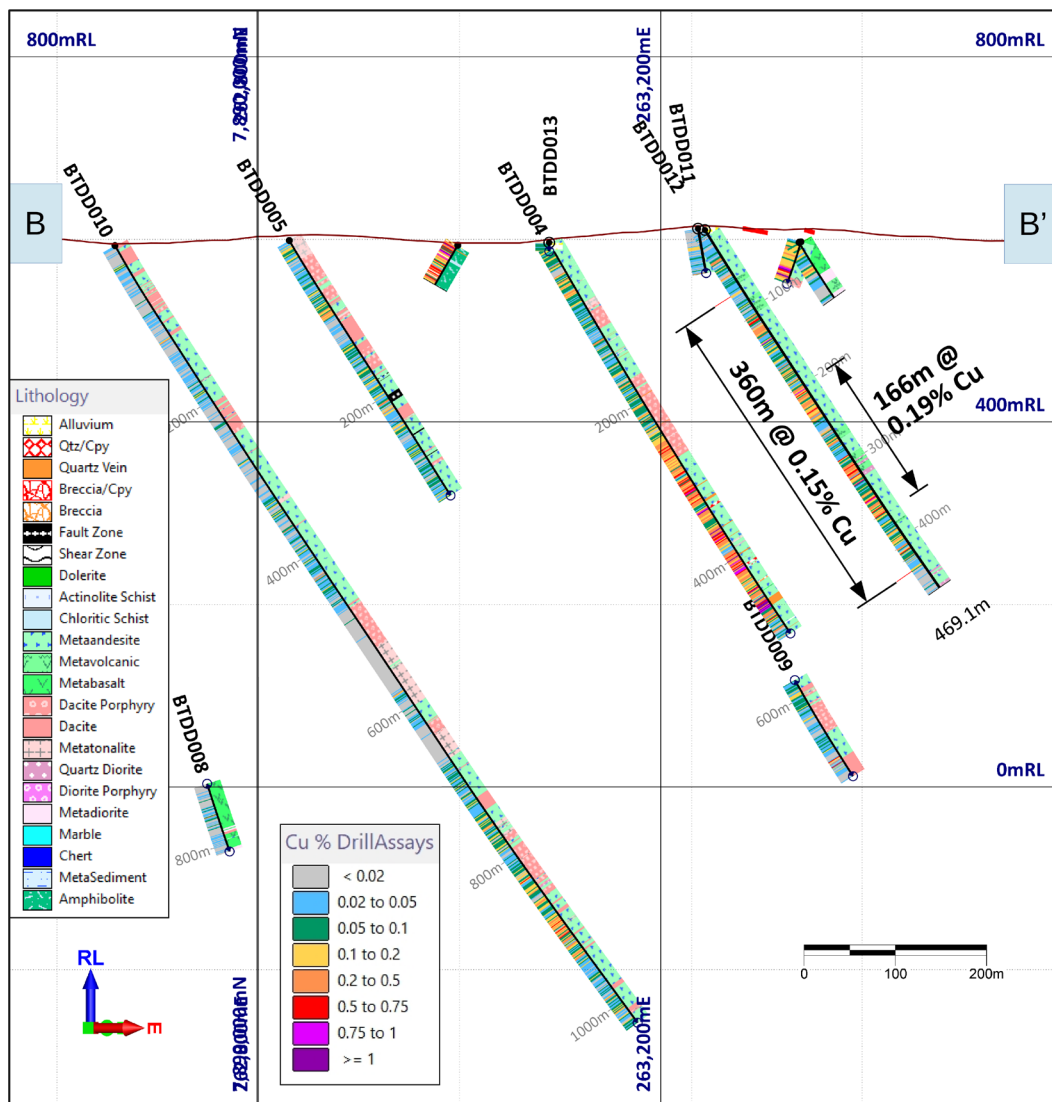 800mRL
800mRL
263,200mE
BTDD010
BTDD005
BTDD004
BTDD013
BTDD012
BTDD011
B
B'
100m
200m
300m
400m
360m @ 0.15% Cu
166m @
0.19% Cu
400mRL
469.1m
200m
200m
200m
400m
400m
600m
600m
800m
800m
1000m
BTDD009
BTDD008
0mRL
Lithology
Alluvium
Qtz/Cpy
Quartz Vein
Breccia/Cpy
Breccia
Fault Zone
Shear Zone
Dolerite
Actinolite Schist
Chloritic Schist
Metaandesite
Metavolcanic
Metabasalt
Dacite Porphyry
Dacite
Metatonalite
Quartz Diorite
Diorite Porphyry
Metadiorite
Marble
Chert
MetaSediment
Amphibolite
Cu % DrillAssays
< 0.02
0.02 to 0.05
0.05 to 0.1
0.1 to 0.2
0.2 to 0.5
0.5 to 0.75
0.75 to 1
>= 1
RL
E
0 100 200m
263,200mE